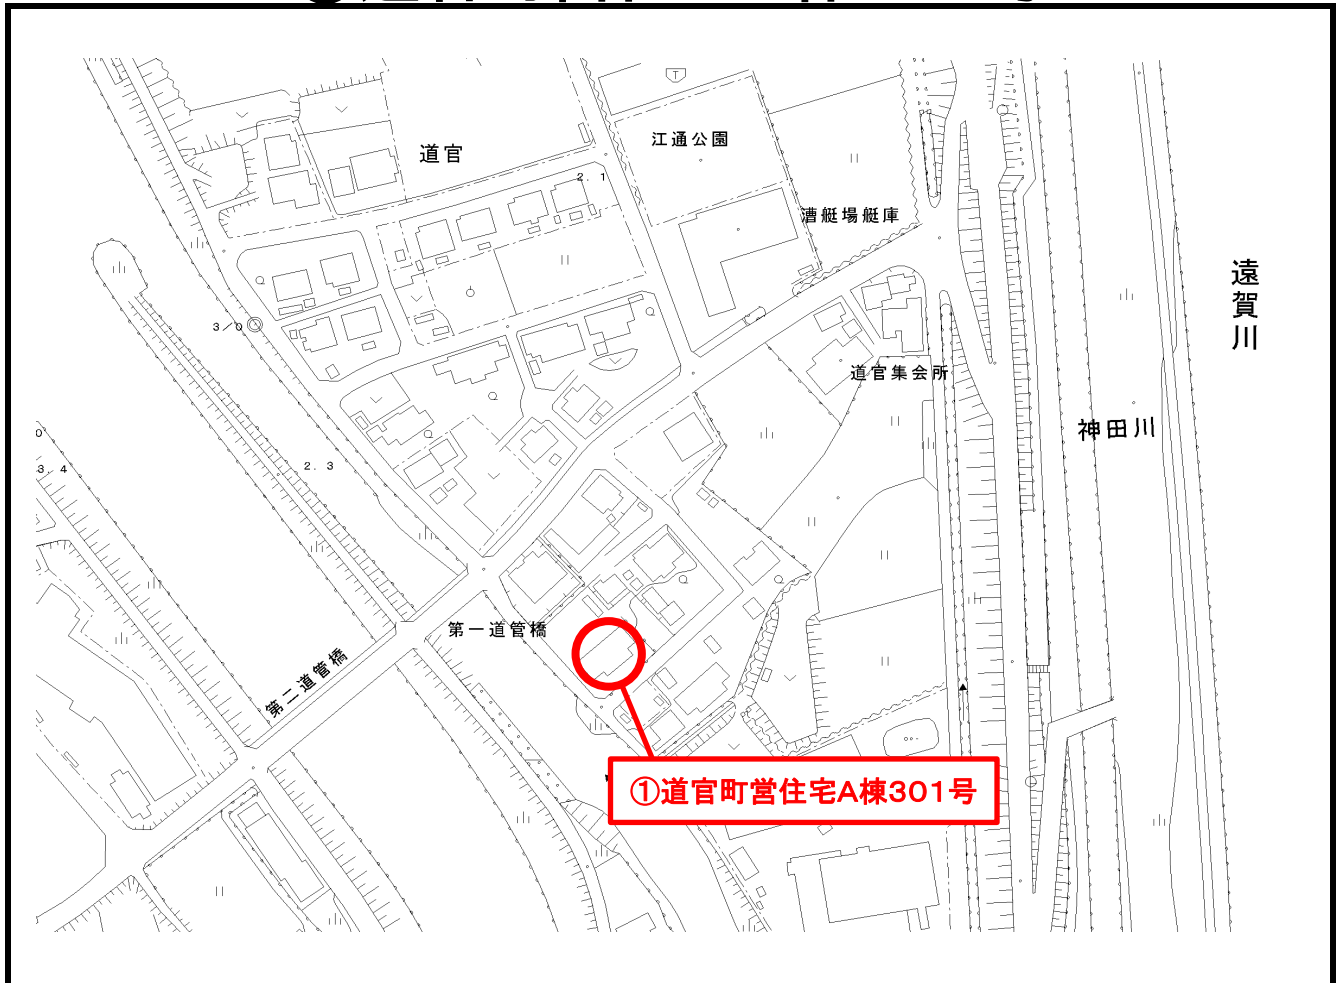 江通公園
道官
2.1
漕艇場艇庫
遠賀川
3/0
道官集会所
神田川
0
3.4
2.3
第一道管橋
第二道管橋
①道官町営住宅A棟301号